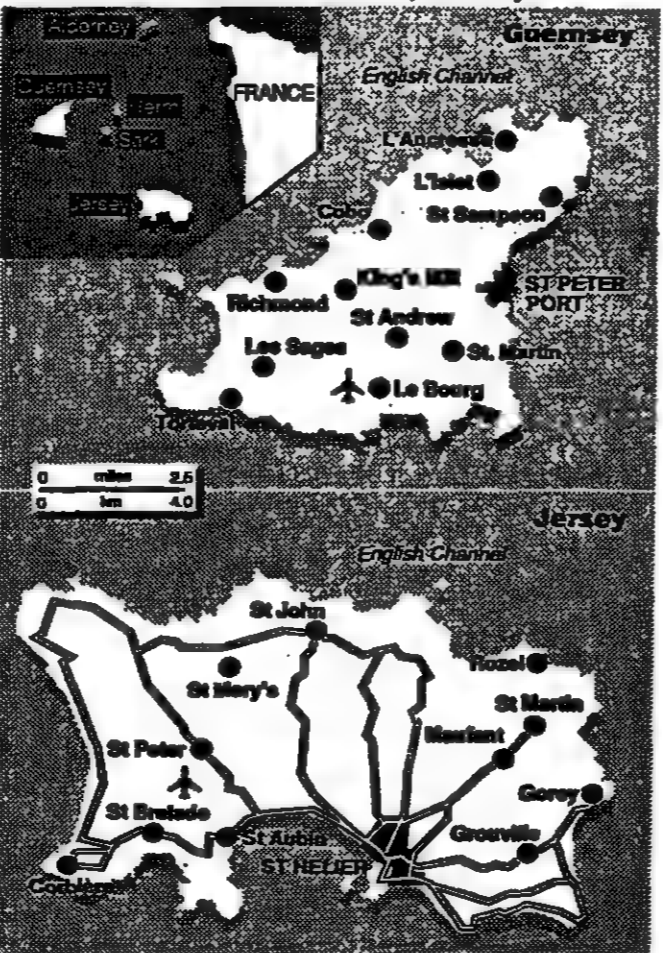 Alderney
Guernsey
Herm
Sark
Jersey
FRANCE
Guernsey
English Channel
L'Ancresse
L'Islet
St Sampson
Cobo
King's Mill
Richmond
ST PETER
PORT
St Andrew
Les Sages
St. Martin
Le Bourg
Torteval
0 miles 2.5
0 km 4.0
Jersey
English Channel
St John
Rozel
St Mary's
St Martin
Maufant
St Peter
Gorey
St Brelade
Grouville
St Aubin
ST HELIER
Corbière